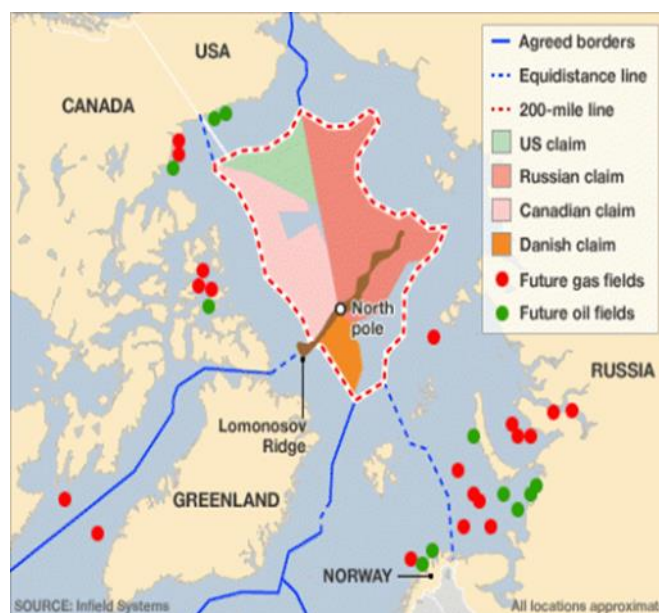 USA
CANADA
Agreed borders
Equidistance line
200-mile line
US claim
Russian claim
Canadian claim
Danish claim
Future gas fields
Future oil fields
North
pole
RUSSIA
Lomonosov
Ridge
GREENLAND
NORWAY
SOURCE: Infield Systems
All locations approximat